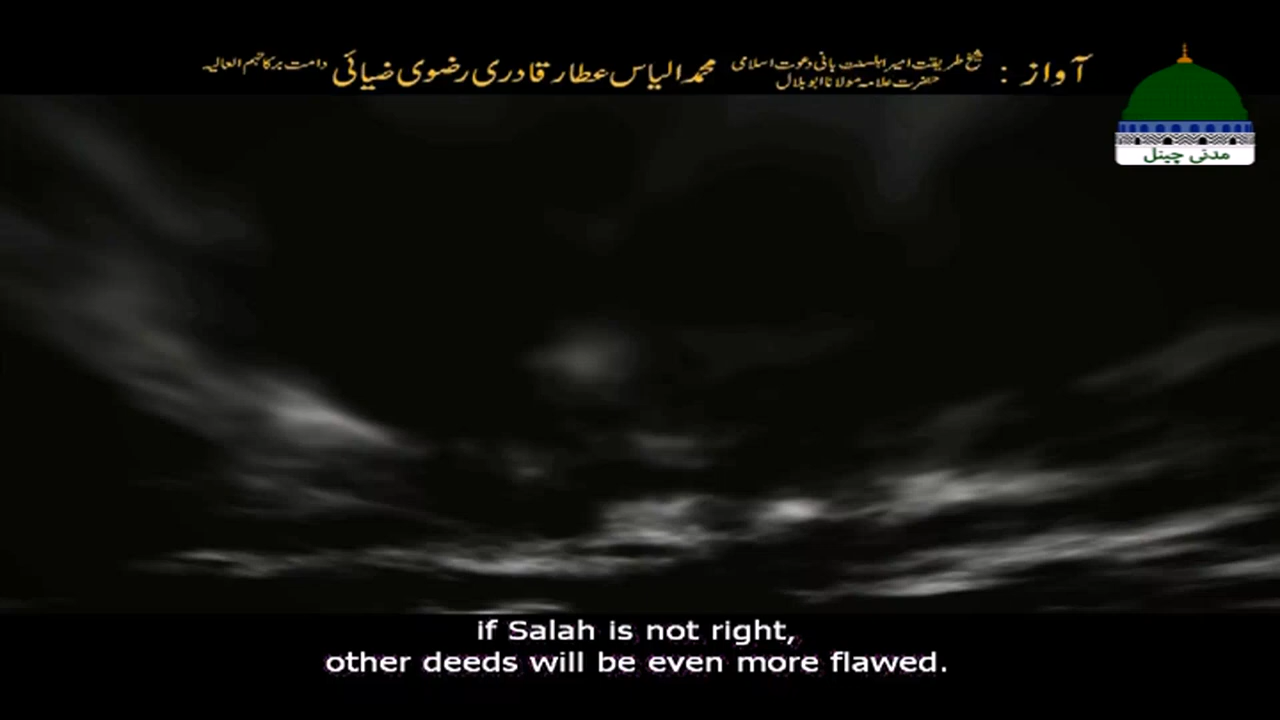 آواز :
شیخ طریقت امیر اہلسنت بانی دعوت اسلامی
حضرت علامہ مولانا ابو بلال
محمد الیاس عطار قادری رضوی ضیائی
دامت برکاتہم العالیہ
مدنی چینل
if Salah is not right,
other deeds will be even more flawed.